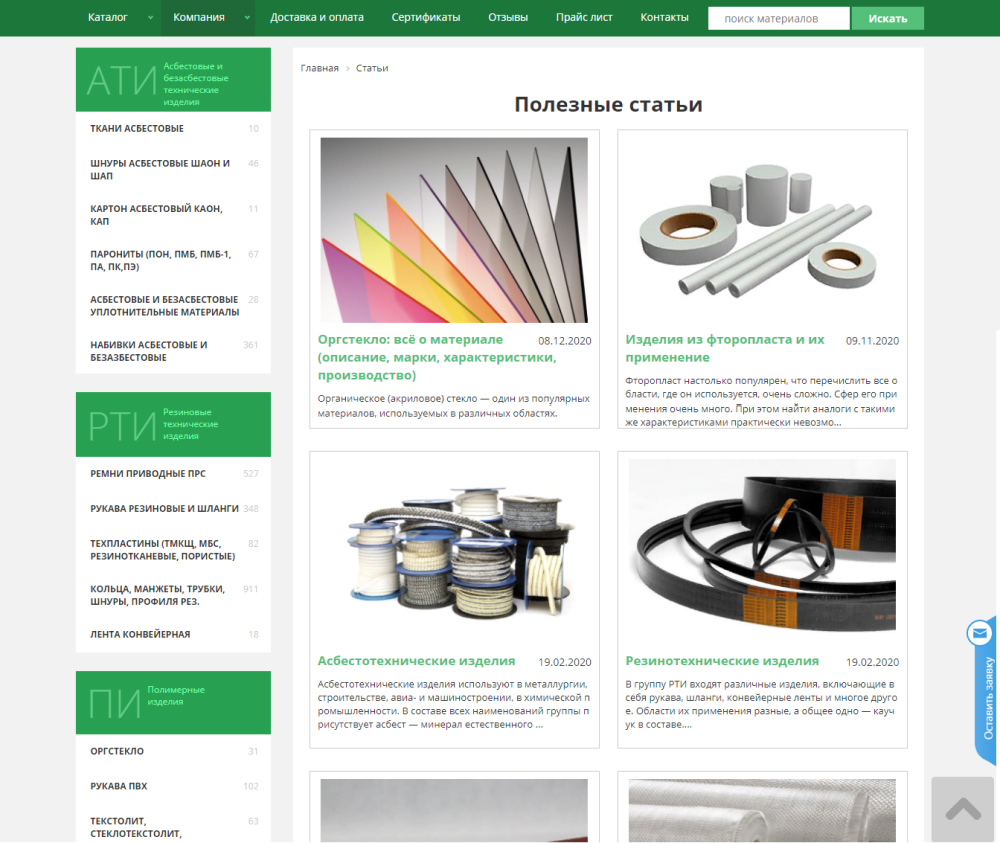 Каталог
Компания
Доставка и оплата
Сертификаты
Отзывы
Прайс лист
Контакты
поиск материалов
Искать
АТИ
Асбестовые и
безасбестовые
технические
изделия
ТКАНИ АСБЕСТОВЫЕ 10
ШНУРЫ АСБЕСТОВЫЕ ШАОН И 46
ШАП
КАРТОН АСБЕСТОВЫЙ КАОН, 11
КАП
ПАРОНИТЫ (ПОН, ПМБ, ПМБ-1, 67
ПА, ПК,ПЭ)
АСБЕСТОВЫЕ И БЕЗАСБЕСТОВЫЕ 28
УПЛОТНИТЕЛЬНЫЕ МАТЕРИАЛЫ
НАБИВКИ АСБЕСТОВЫЕ И 361
БЕЗАЗБЕСТОВЫЕ
РТИ
Резиновые
технические
изделия
РЕМНИ ПРИВОДНЫЕ ПРС 527
РУКАВА РЕЗИНОВЫЕ И ШЛАНГИ 348
ТЕХПЛАСТИНЫ (ТМКЩ, МБС, 82
РЕЗИНОТКАНЕВЫЕ, ПОРИСТЫЕ)
КОЛЬЦА, МАНЖЕТЫ, ТРУБКИ, 911
ШНУРЫ, ПРОФИЛЯ РЕЗ.
ЛЕНТА КОНВЕЙЕРНАЯ 18
ПИ
Полимерные
изделия
ОРГСТЕКЛО 31
РУКАВА ПВХ 102
ТЕКСТОЛИТ, 63
СТЕКЛОТЕКСТОЛИТ,
Главная › Статьи
Полезные статьи
Оргстекло: всё о материале 08.12.2020
(описание, марки, характеристики,
производство)
Органическое (акриловое) стекло — один из популярных
материалов, используемых в различных областях.
Изделия из фторопласта и их 09.11.2020
применение
Фторопласт настолько популярен, что перечислить все о
бласти, где он используется, очень сложно. Сфер его при
менения очень много. При этом найти аналоги с такими
же характеристиками практически невозмо...
Асбестотехнические изделия 19.02.2020
Асбестотехнические изделия используют в металлургии,
строительстве, авиа- и машиностроении, в химической п
ромышленности. В составе всех наименований группы п
рисутствует асбест — минерал естественного ...
Резинотехнические изделия 19.02.2020
В группу РТИ входят различные изделия, включающие в
себя рукава, шланги, конвейерные ленты и многое друго
е. Области их применения разные, а общее одно — кауч
ук в составе....
Оставить заявку